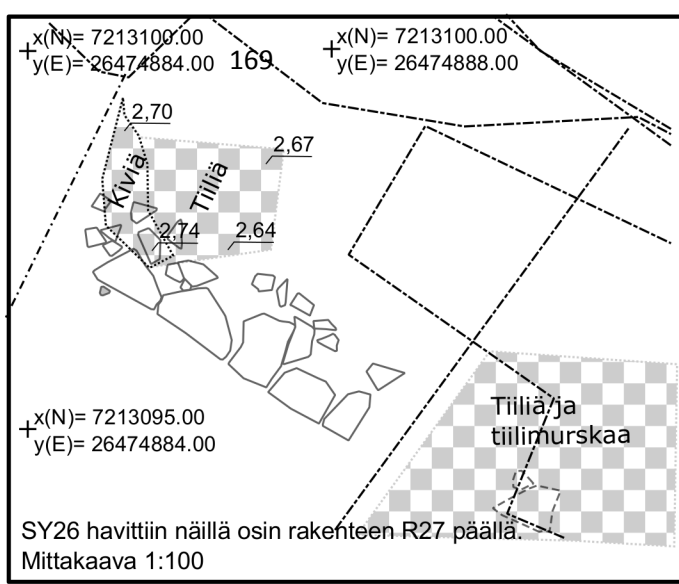 x(N)= 7213100.00
y(E)= 26474884.00
169
x(N)= 7213100.00
y(E)= 26474888.00
2,70
2,67
Kiviä
Tiiliä
2,74
2,64
x(N)= 7213095.00
y(E)= 26474884.00
Tiiliä ja
tiilimurskaa
SY26 havittiin näillä osin rakenteen R27 päällä.
Mittakaava 1:100